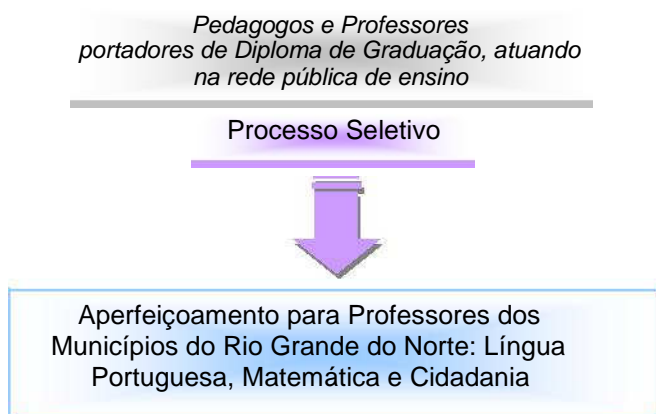 Pedagogos e Professores
portadores de Diploma de Graduação, atuando
na rede pública de ensino
Processo Seletivo
Aperfeiçoamento para Professores dos
Municípios do Rio Grande do Norte: Língua
Portuguesa, Matemática e Cidadania